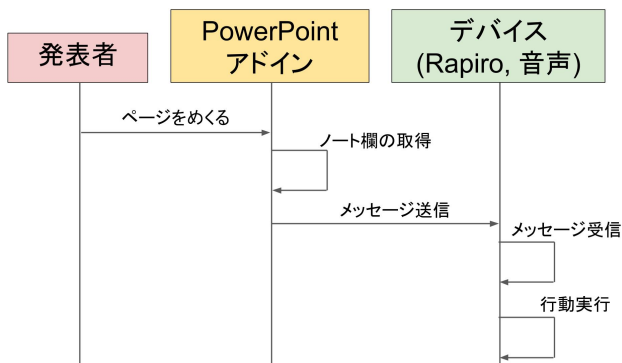 発表者
PowerPoint
アドイン
デバイス
(Rapiro, 音声)
ページをめくる
ノート欄の取得
メッセージ送信
メッセージ受信
行動実行